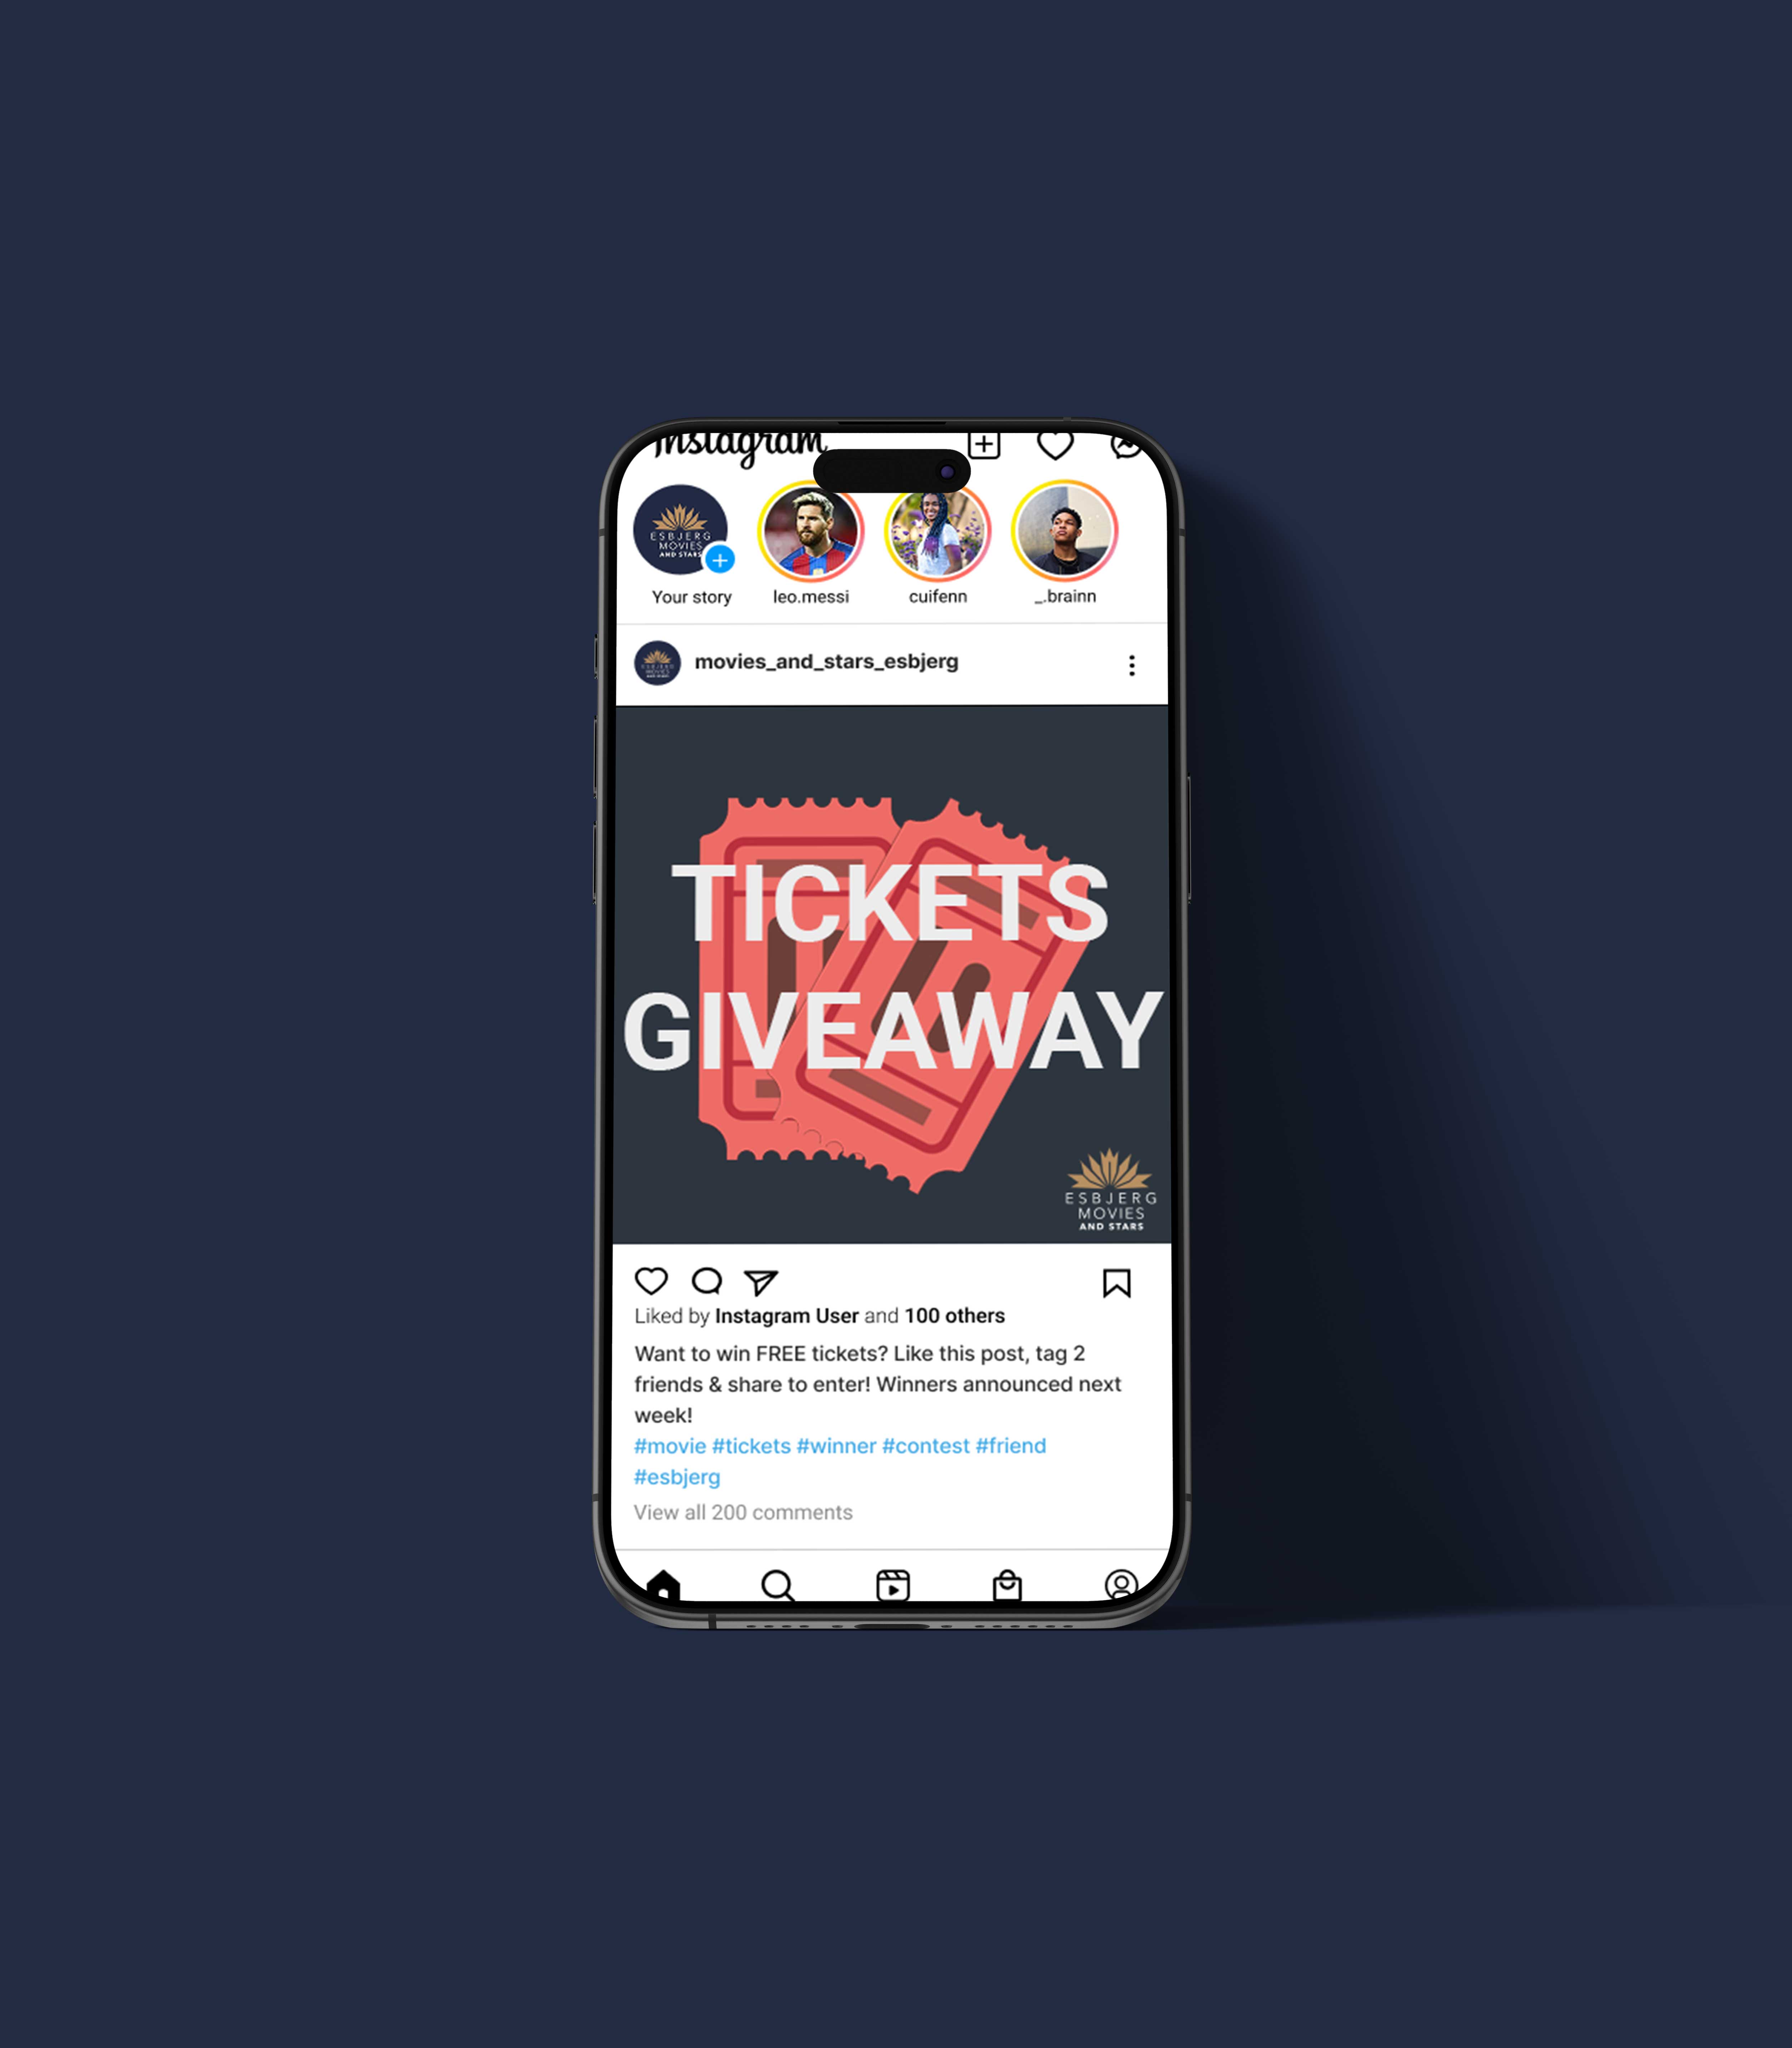 Instagram
ESBJERG
MOVIES
AND STARS
Your story
leo.messi
cuifenn
_.brainn
movies_and_stars_esbjerg
TICKETS
GIVEAWAY
ESBJERG
MOVIES
AND STARS
Liked by Instagram User and 100 others
Want to win FREE tickets? Like this post, tag 2
friends & share to enter! Winners announced next
week!
#movie #tickets #winner #contest #friend
#esbjerg
View all 200 comments